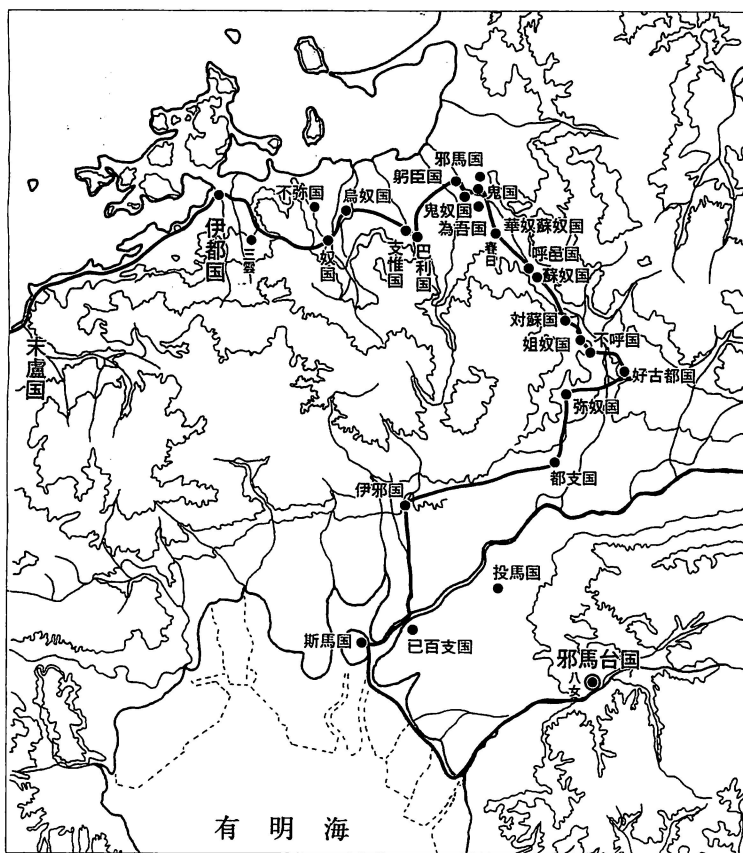 邪馬国
躬臣国
鬼国
不弥国
烏奴国
鬼奴国
為吾国
華奴蘇奴国
伊都国
三雲
奴国
支惟国
巴利国
春日
呼邑国
蘇奴国
対蘇国
不呼国
姐奴国
末盧国
好古都国
弥奴国
都支国
伊邪国
投馬国
斯馬国
已百支国
邪馬台国
八女
有明海